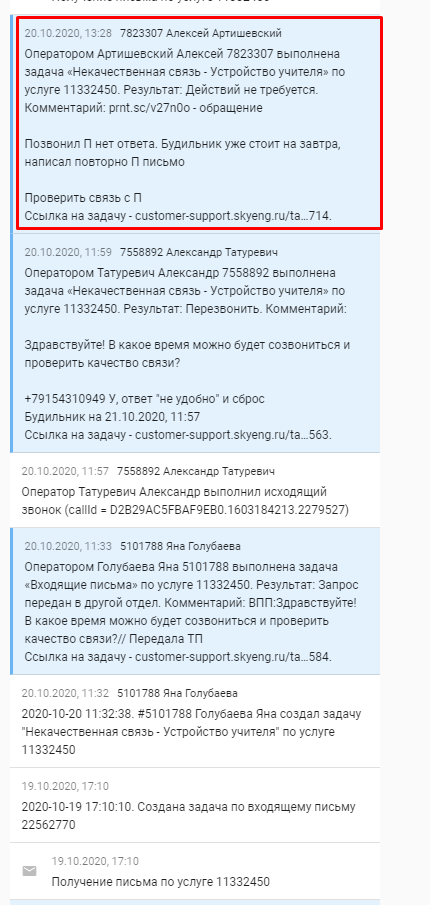 20.10.2020, 13:28 7823307 Алексей Артишевский
Оператором Артишевский Алексей 7823307 выполнена
задача «Некачественная связь - Устройство учителя» по
услуге 11332450. Результат: Действий не требуется.
Комментарий: prnt.sc/v27n0o - обращение
Позвонил П нет ответа. Будильник уже стоит на завтра,
написал повторно П письмо
Проверить связь с П
Ссылка на задачу - customer-support.skyeng.ru/ta...714.
20.10.2020, 11:59 7558892 Александр Татуревич
Оператором Татуревич Александр 7558892 выполнена
задача «Некачественная связь - Устройство учителя» по
услуге 11332450. Результат: Перезвонить. Комментарий:
Здравствуйте! В какое время можно будет созвониться и
проверить качество связи?
+79154310949 У, ответ "не удобно" и сброс
Будильник на 21.10.2020, 11:57
Ссылка на задачу - customer-support.skyeng.ru/ta...563.
20.10.2020, 11:57 7558892 Александр Татуревич
Оператор Татуревич Александр выполнил исходящий
звонок (callId = D2B29AC5FBAF9EB0.1603184213.2279527)
20.10.2020, 11:33 5101788 Яна Голубаева
Оператором Голубаева Яна 5101788 выполнена задача
«Входящие письма» по услуге 11332450. Результат: Запрос
передан в другой отдел. Комментарий: ВПП:Здравствуйте!
В какое время можно будет созвониться и проверить
качество связи?// Передала ТП
Ссылка на задачу - customer-support.skyeng.ru/ta...584.
20.10.2020, 11:32 5101788 Яна Голубаева
2020-10-20 11:32:38. #5101788 Голубаева Яна создал задачу
"Некачественная связь - Устройство учителя" по услуге
11332450
19.10.2020, 17:10
2020-10-19 17:10:10. Создана задача по входящему письму
22562770
19.10.2020, 17:10
Получение письма по услуге 11332450